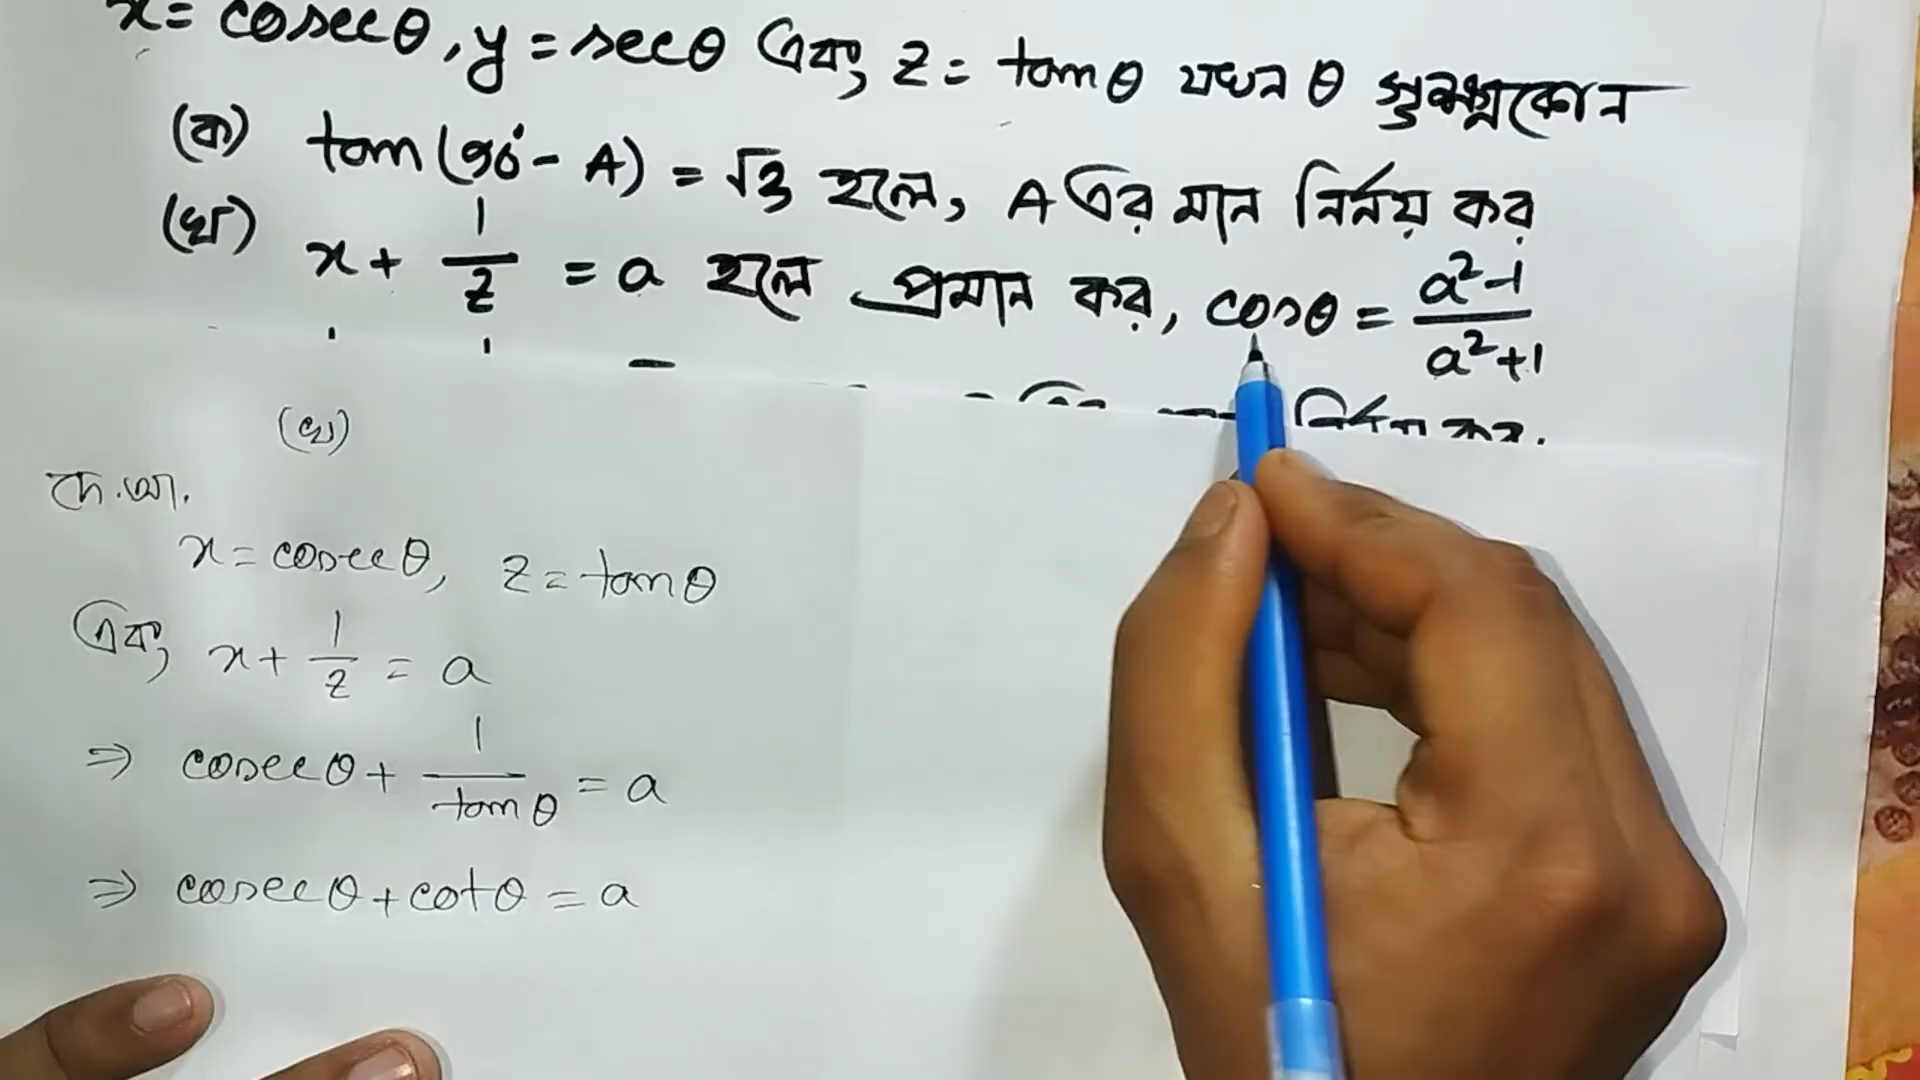 x = cosecθ, y = secθ এবং z = tanθ যখন θ সুক্ষ্মকোন
(ক) tan(90° - A) = √3 হলে, A এর মান নির্নয় কর
(খ) x + 1/z = a হলে প্রমান কর, cosθ = a²-1/a²+1
(খ)
দে.আ.
x = cosecθ, z = tanθ
এবং x + 1/z = a
⇒ cosecθ + 1/tanθ = a
⇒ cosecθ + cotθ = a